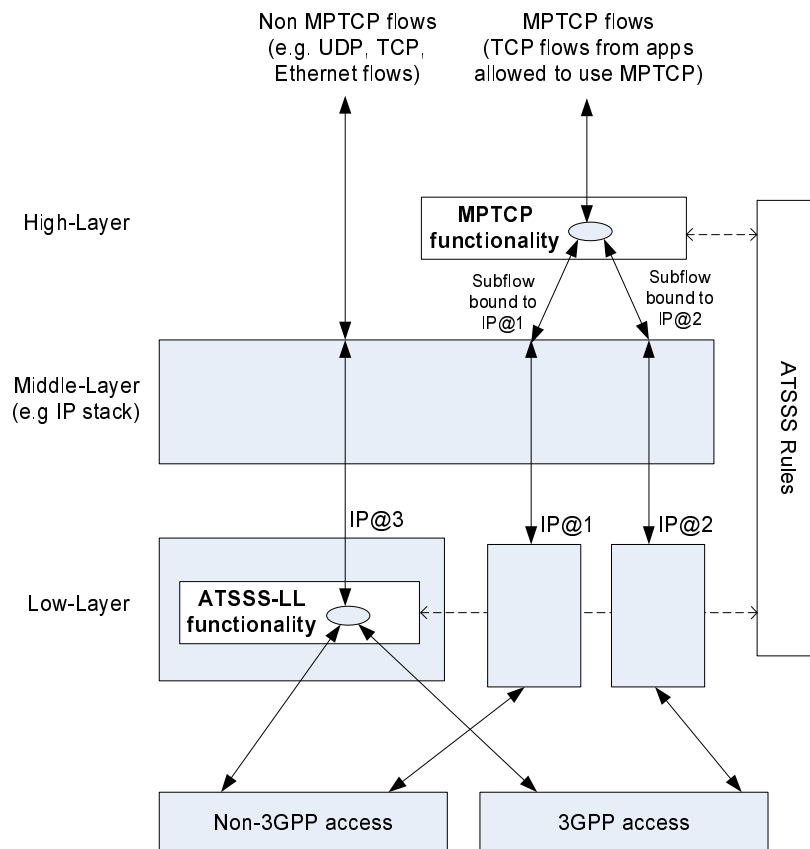 Non MPTCP flows
(e.g. UDP, TCP,
Ethernet flows)
MPTCP flows
(TCP flows from apps
allowed to use MPTCP)
High-Layer
MPTCP
functionality
Subflow
bound to
IP@1
Subflow
bound to
IP@2
Middle-Layer
(e.g IP stack)
ATSSS Rules
IP@3
IP@1
IP@2
Low-Layer
ATSSS-LL
functionality
Non-3GPP access
3GPP access